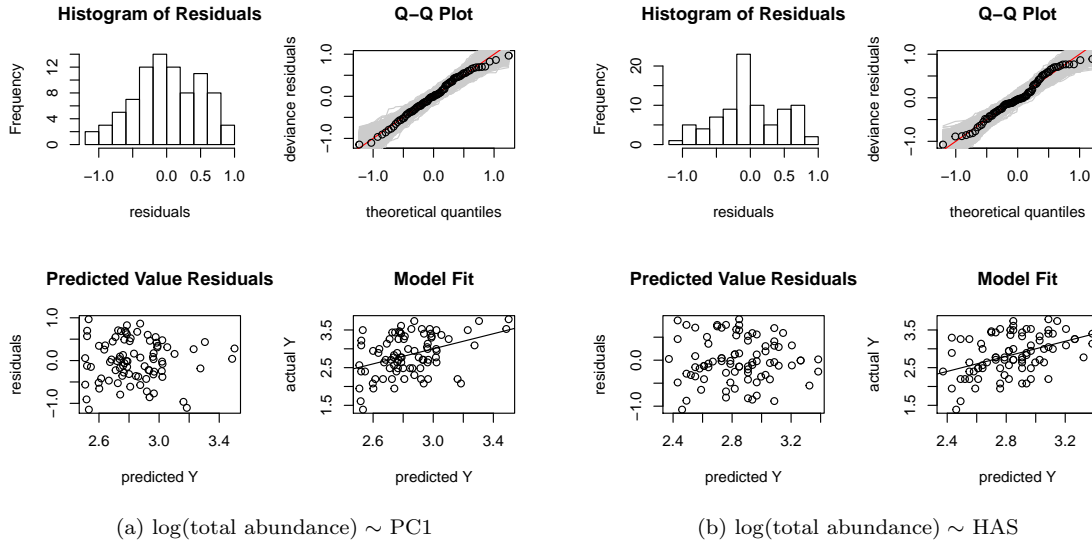 Histogram of Residuals
Frequency
0 4 8 12
−1.0 0.0 0.5 1.0
residuals
Q−Q Plot
deviance residuals
−1.0 0.0 1.0
−1.0 0.0 1.0
theoretical quantiles
Predicted Value Residuals
residuals
−1.0 0.0 1.0
2.6 3.0 3.4
predicted Y
Model Fit
actual Y
1.5 2.5 3.5
2.6 3.0 3.4
predicted Y
(a) log(total abundance) ∼ PC1
Histogram of Residuals
Frequency
0 10 20
−1.0 0.0 0.5 1.0
residuals
Q−Q Plot
deviance residuals
−1.0 0.0 1.0
−1.0 0.0 1.0
theoretical quantiles
Predicted Value Residuals
residuals
−1.0 0.0
2.4 2.8 3.2
predicted Y
Model Fit
actual Y
1.5 2.5 3.5
2.4 2.8 3.2
predicted Y
(b) log(total abundance) ∼ HAS